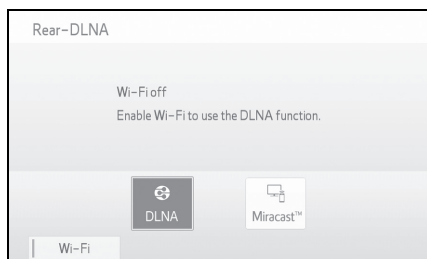 Rear-DLNA
Wi-Fi off
Enable Wi-Fi to use the DLNA function.
DLNA
Miracast™
Wi-Fi